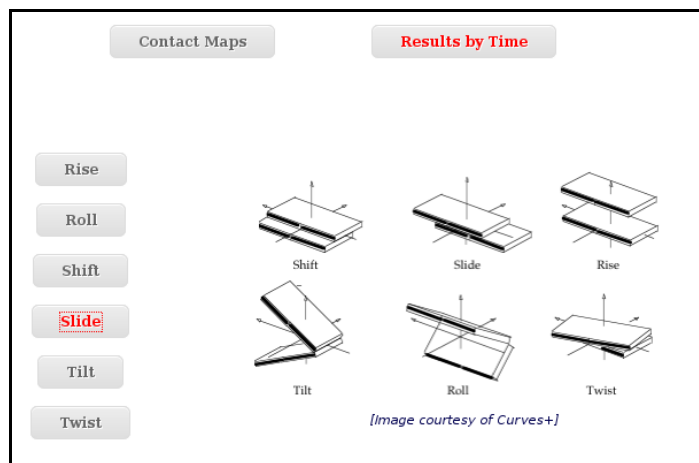 Contact Maps
Results by Time
Rise
Roll
Shift
Slide
Tilt
Twist
Shift
Slide
Rise
Tilt
Roll
Twist
[Image courtesy of Curves+]